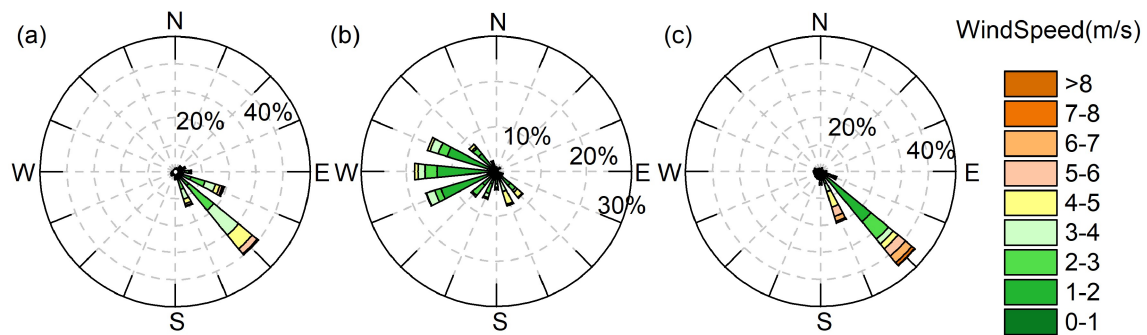 (a)
N
20%
40%
W
E
S
(b)
N
10%
20%
30%
W
E
S
(c)
N
20%
40%
W
E
S
WindSpeed(m/s)
>8
7-8
6-7
5-6
4-5
3-4
2-3
1-2
0-1